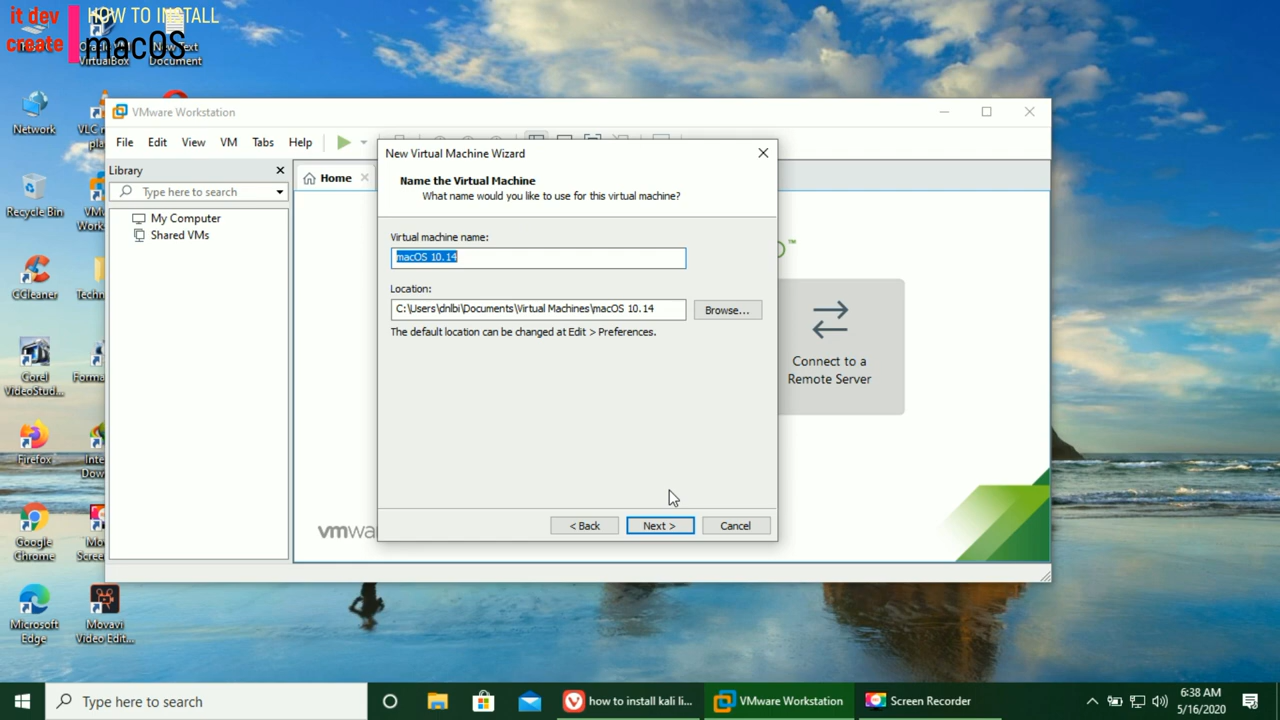 it dev
create
HOW TO INSTALL
macOS
VirtualBox
New Text
Document
Network
VLC
Recycle Bin
CCleaner
Corel
VideoStud...
Firefox
Google
Chrome
Microsoft
Edge
Movavi
Video Edit...
VMware Workstation
File
Edit
View
VM
Tabs
Help
Library
Type here to search
My Computer
Shared VMs
Home
New Virtual Machine Wizard
Name the Virtual Machine
What name would you like to use for this virtual machine?
Virtual machine name:
macOS 10.14
Location:
C:\Users\dnlbi\Documents\Virtual Machines\macOS 10.14
Browse...
The default location can be changed at Edit > Preferences.
< Back
Next >
Cancel
Connect to a
Remote Server
Type here to search
how to install kali li...
VMware Workstation
Screen Recorder
6:38 AM
5/16/2020